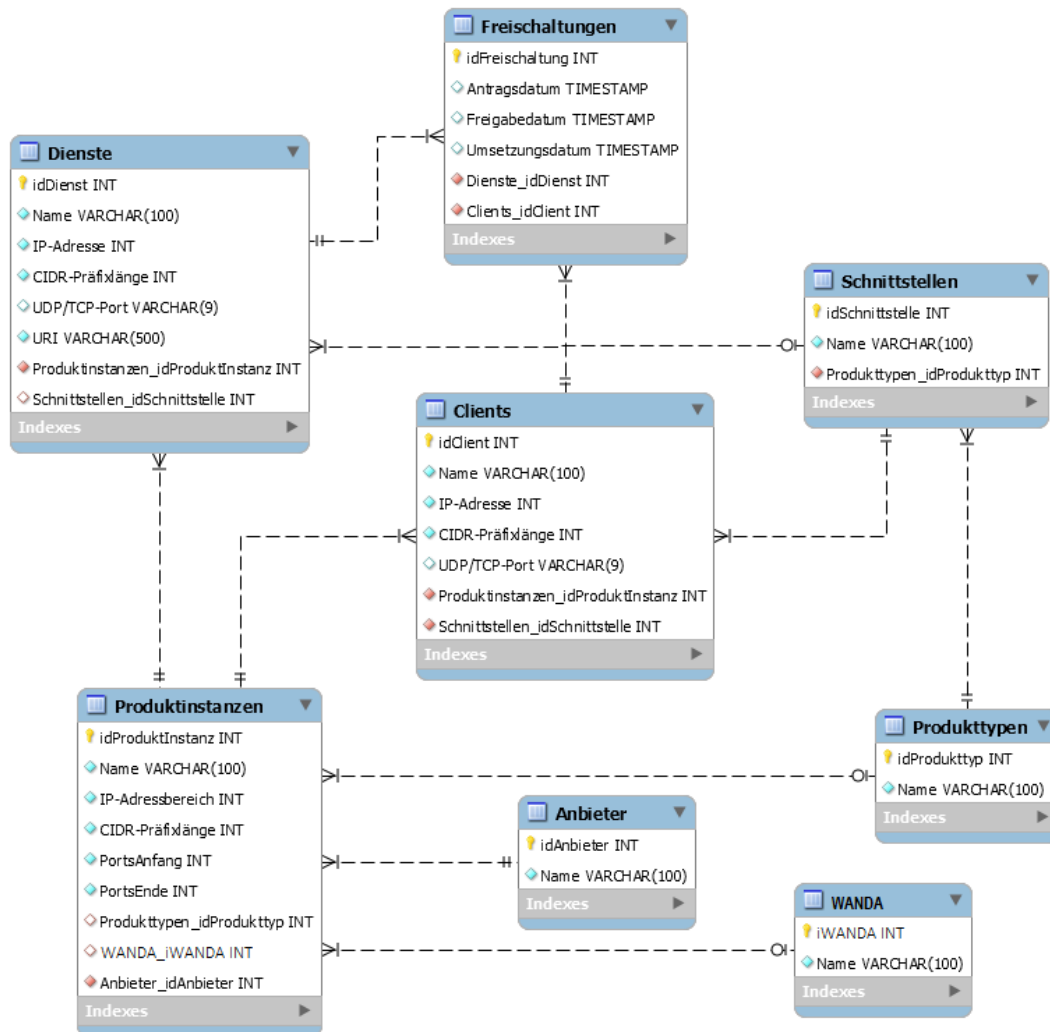 Freischaltungen
idFreischaltung INT
Antragsdatum TIMESTAMP
Freigabedatum TIMESTAMP
Umsetzungsdatum TIMESTAMP
Dienste_idDienst INT
Clients_idClient INT
Indexes
Dienste
idDienst INT
Name VARCHAR(100)
IP-Adresse INT
CIDR-Präfixlänge INT
UDP/TCP-Port VARCHAR(9)
URI VARCHAR(500)
Produktinstanzen_idProduktInstanz INT
Schnittstellen_idSchnittstelle INT
Indexes
Schnittstellen
idSchnittstelle INT
Name VARCHAR(100)
Produkttypen_idProdukttyp INT
Indexes
Clients
idClient INT
Name VARCHAR(100)
IP-Adresse INT
CIDR-Präfixlänge INT
UDP/TCP-Port VARCHAR(9)
Produktinstanzen_idProduktInstanz INT
Schnittstellen_idSchnittstelle INT
Indexes
Produktinstanzen
idProduktInstanz INT
Name VARCHAR(100)
IP-Adressbereich INT
CIDR-Präfixlänge INT
PortsAnfang INT
PortsEnde INT
Produkttypen_idProdukttyp INT
WANDA_iWANDA INT
Anbieter_idAnbieter INT
Indexes
Produkttypen
idProdukttyp INT
Name VARCHAR(100)
Indexes
Anbieter
idAnbieter INT
Name VARCHAR(100)
Indexes
WANDA
iWANDA INT
Name VARCHAR(100)
Indexes